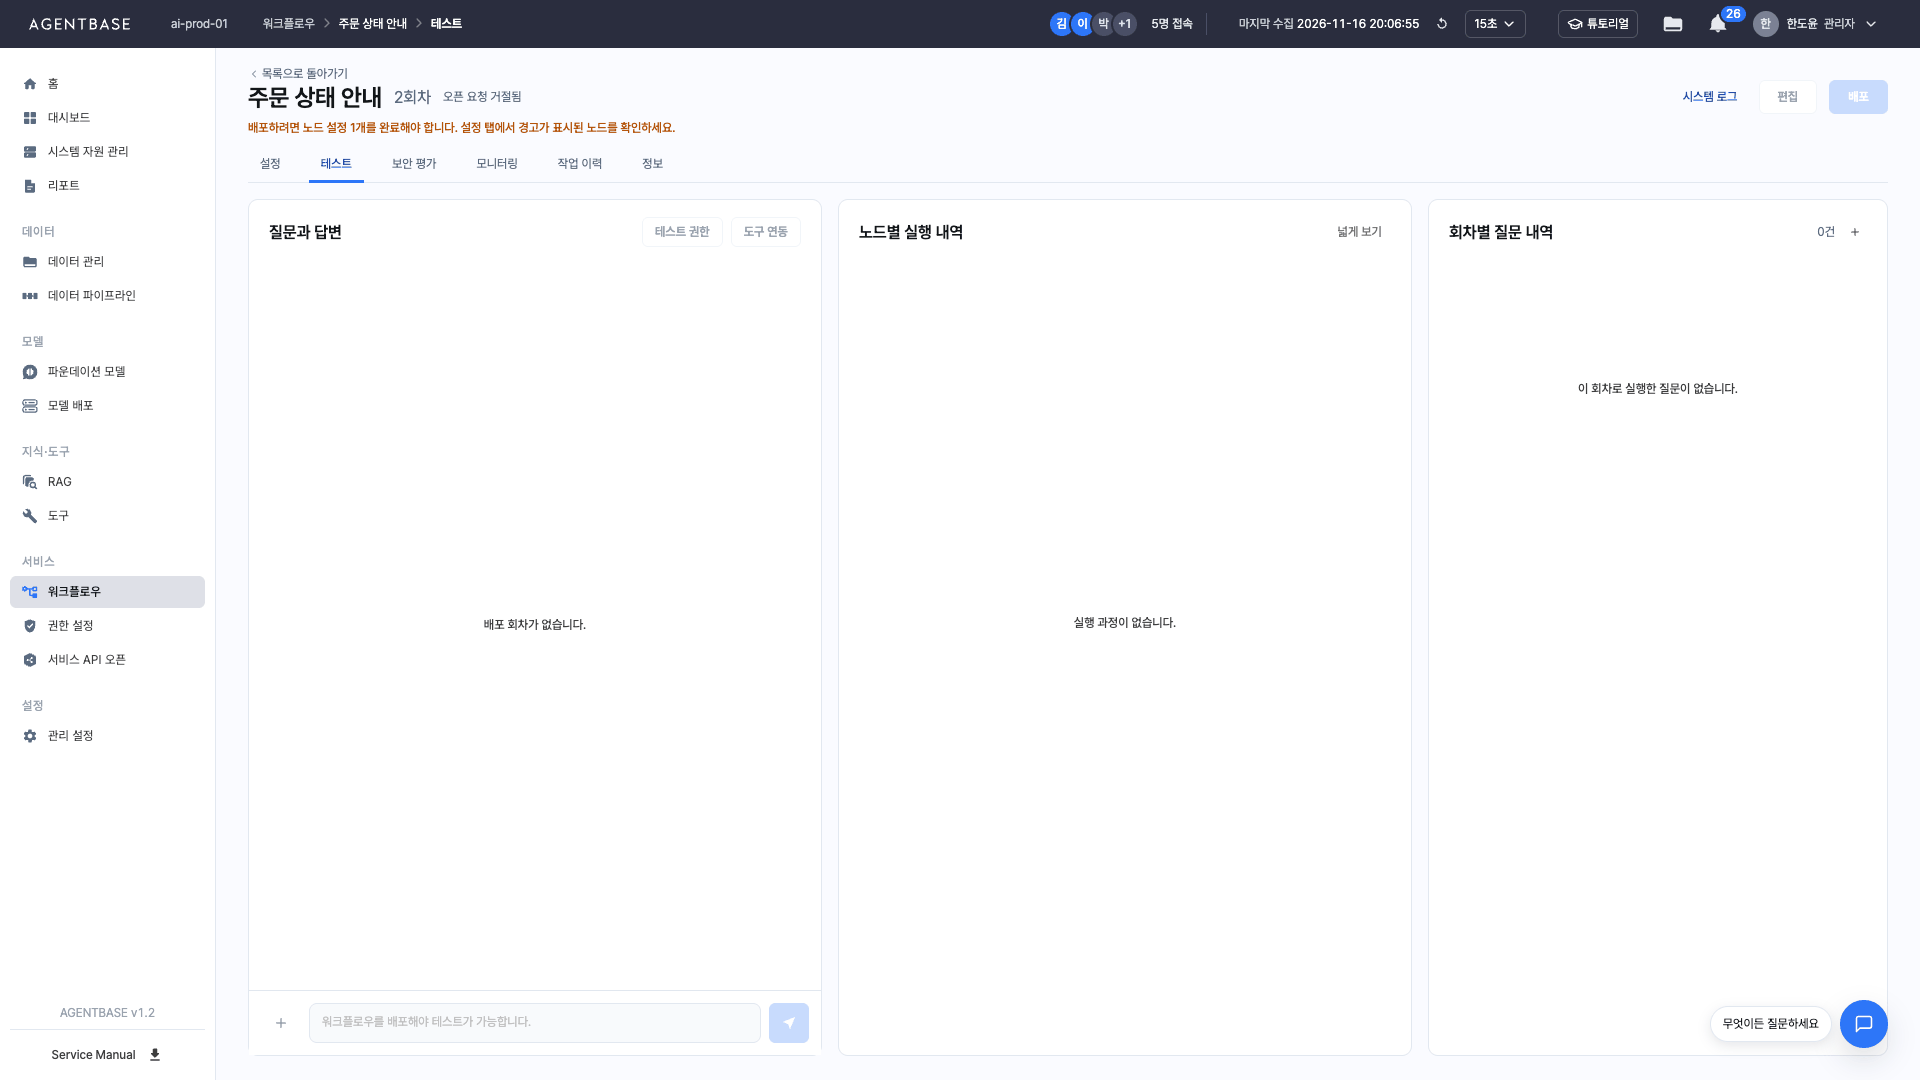 AGENTBASE
ai-prod-01
워크플로우 > 주문 상태 안내 > 테스트
김 이 박 +1 5명 접속
마지막 수집 2026-11-16 20:06:55
15초
튜토리얼
26
한 한도윤 관리자
홈
대시보드
시스템 자원 관리
리포트
데이터
데이터 관리
데이터 파이프라인
모델
파운데이션 모델
모델 배포
지식·도구
RAG
도구
서비스
워크플로우
권한 설정
서비스 API 오픈
설정
관리 설정
AGENTBASE v1.2
Service Manual
목록으로 돌아가기
주문 상태 안내 2회차 오픈 요청 거절됨
시스템 로그 편집 배포
배포하려면 노드 설정 1개를 완료해야 합니다. 설정 탭에서 경고가 표시된 노드를 확인하세요.
설정 테스트 보안 평가 모니터링 작업 이력 정보
질문과 답변 테스트 권한 도구 연동
배포 회차가 없습니다.
워크플로우를 배포해야 테스트가 가능합니다.
노드별 실행 내역 넓게 보기
실행 과정이 없습니다.
회차별 질문 내역 0건
이 회차로 실행한 질문이 없습니다.
무엇이든 질문하세요